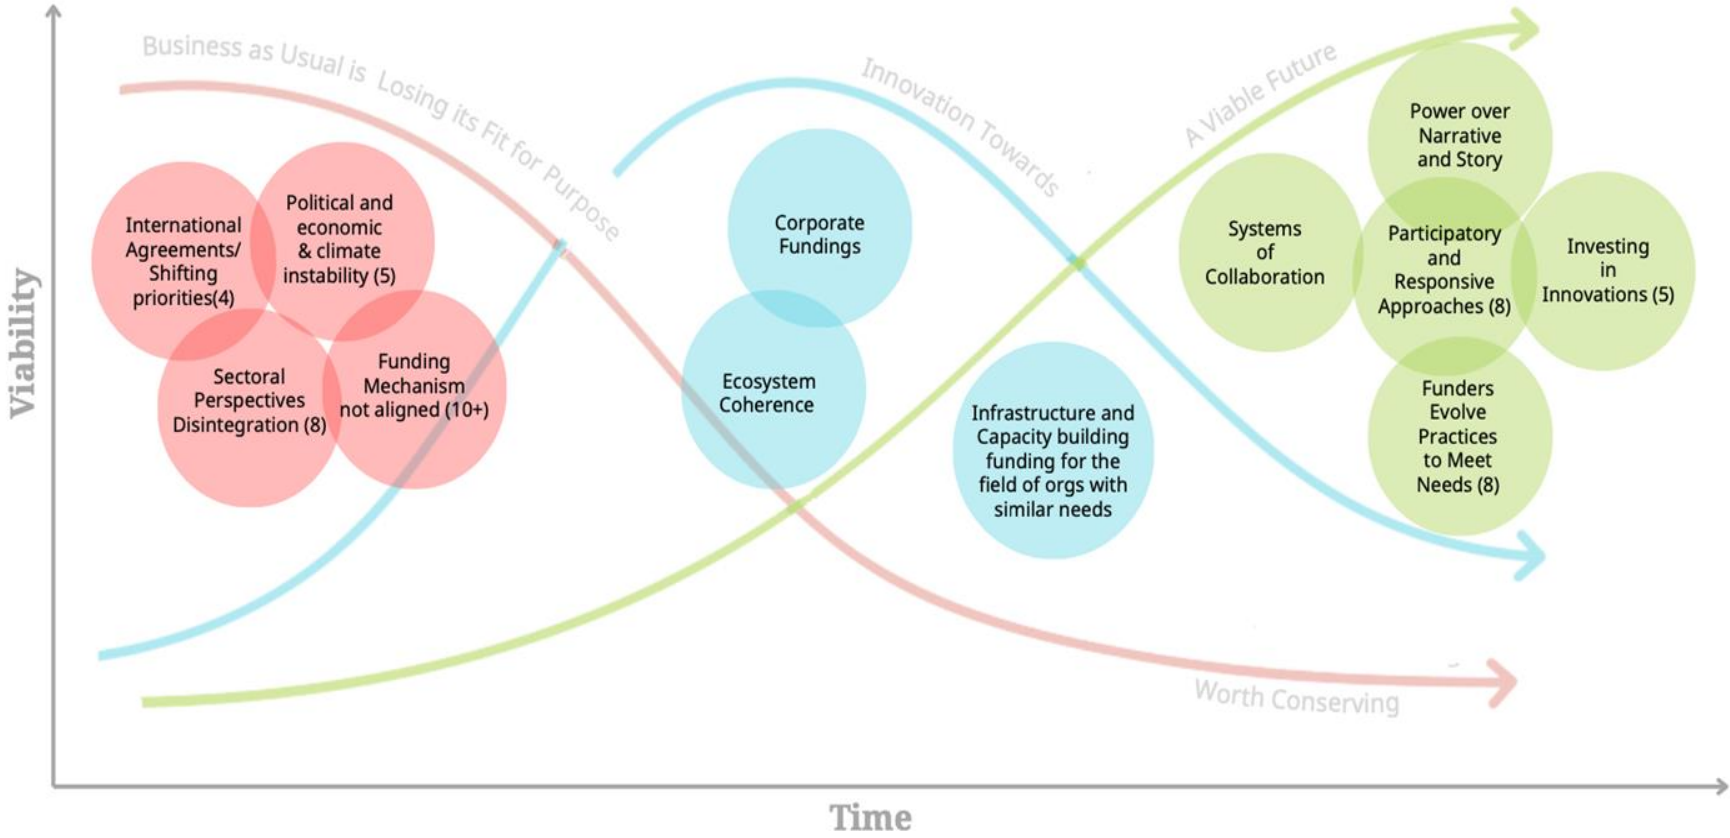 Business as Usual is Losing its Fit for Purpose
Innovation Towards
A Viable Future
Worth Conserving
Viability
Time
International
Agreements/
Shifting
priorities(4)
Political and
economic
& climate
instability (5)
Sectoral
Perspectives
Disintegration (8)
Funding
Mechanism
not aligned (10+)
Corporate
Fundings
Ecosystem
Coherence
Infrastructure and
Capacity building
funding for the
field of orgs with
similar needs
Systems
of
Collaboration
Power over
Narrative
and Story
Participatory
and
Responsive
Approaches (8)
Investing
in
Innovations (5)
Funders
Evolve
Practices
to Meet
Needs (8)